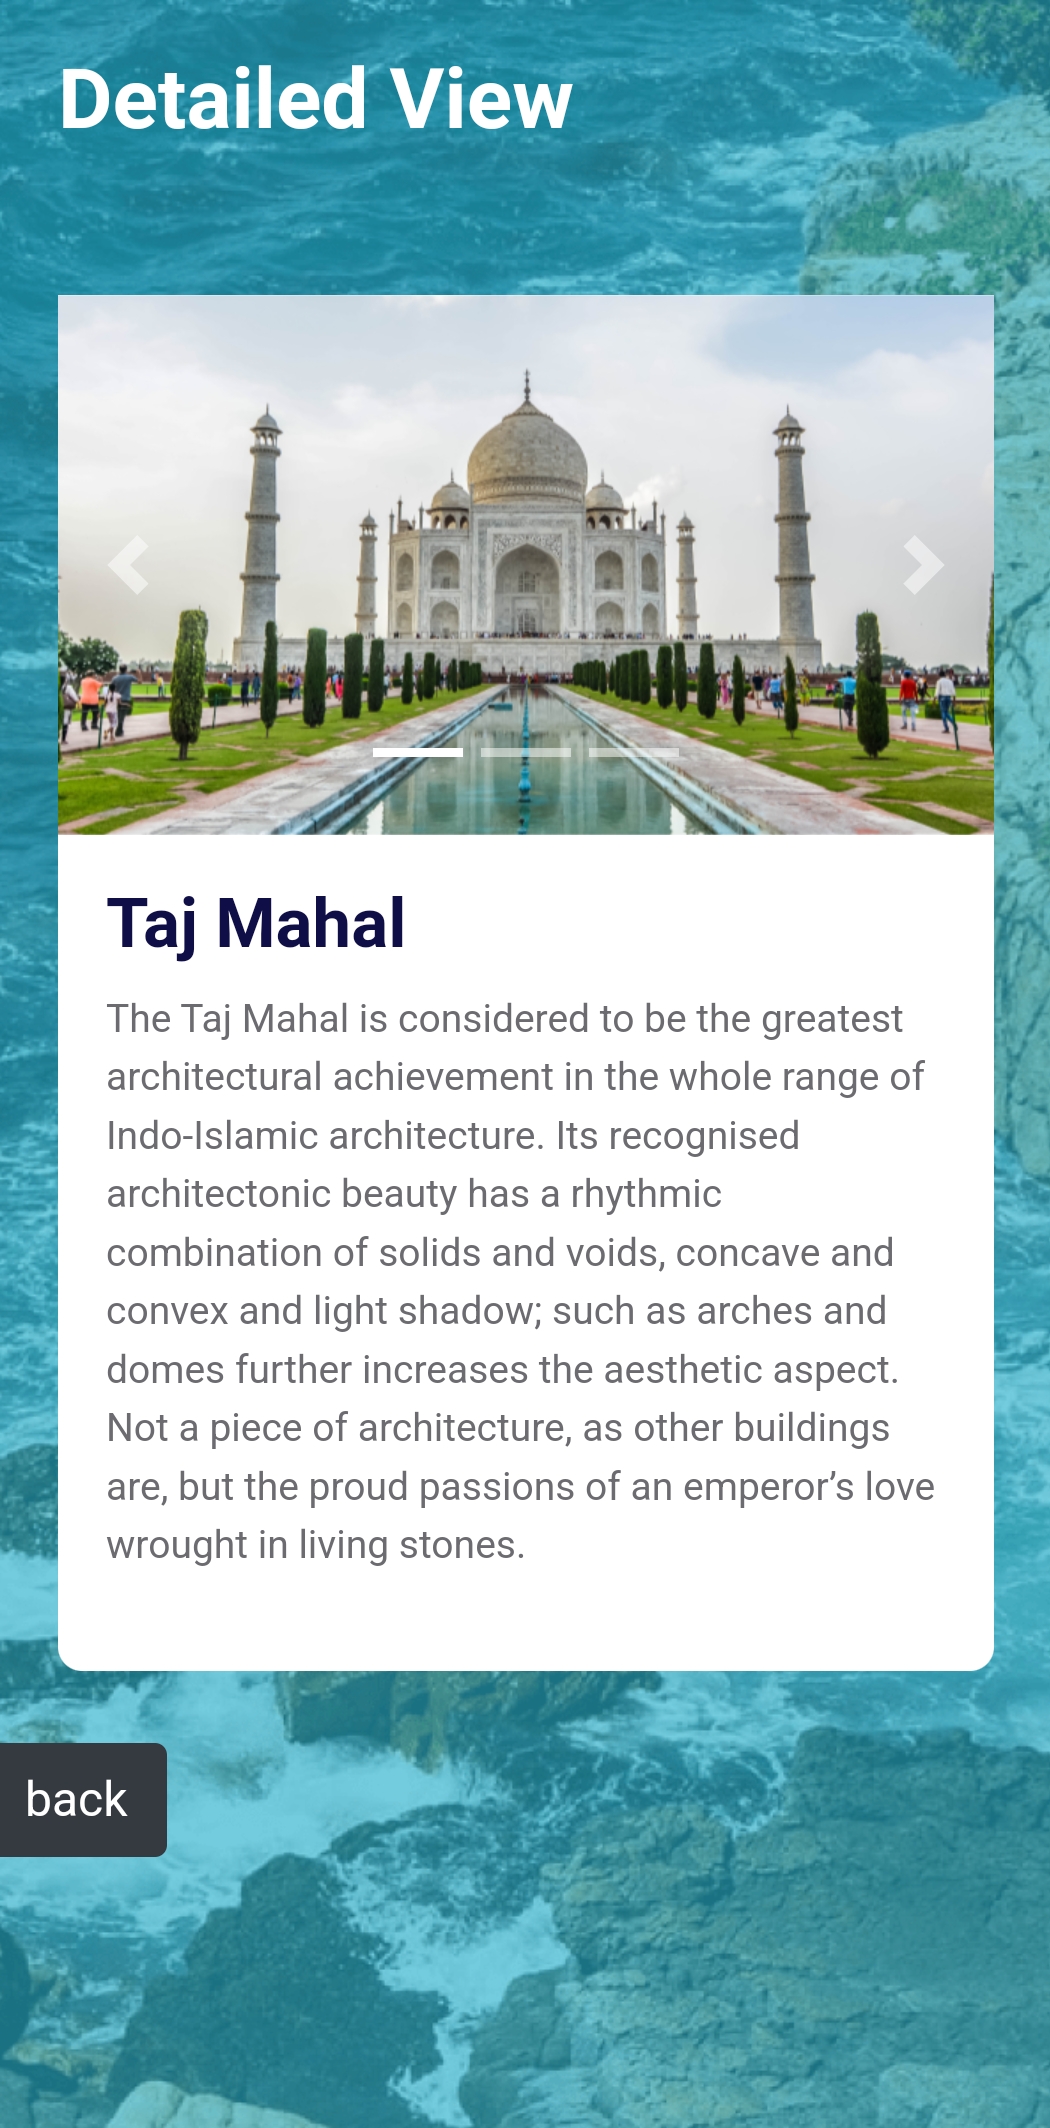 Detailed View
Taj Mahal
The Taj Mahal is considered to be the greatest
architectural achievement in the whole range of
Indo-Islamic architecture. Its recognised
architectonic beauty has a rhythmic
combination of solids and voids, concave and
convex and light shadow; such as arches and
domes further increases the aesthetic aspect.
Not a piece of architecture, as other buildings
are, but the proud passions of an emperor’s love
wrought in living stones.
back